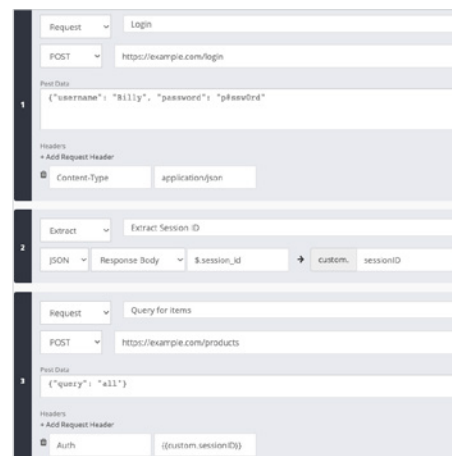 Request Login
POST https://example.com/login
Post Data
{"username": "Billy", "password": "p@ssw0rd"
1
Headers
+ Add Request Header
Content-Type application/json
Extract Extract Session ID
2
JSON Response Body $.session_id → custom. sessionID
Request Query for items
POST https://example.com/products
Post Data
3
{"query": "all"}
Headers
+ Add Request Header
Auth {{custom.sessionID}}